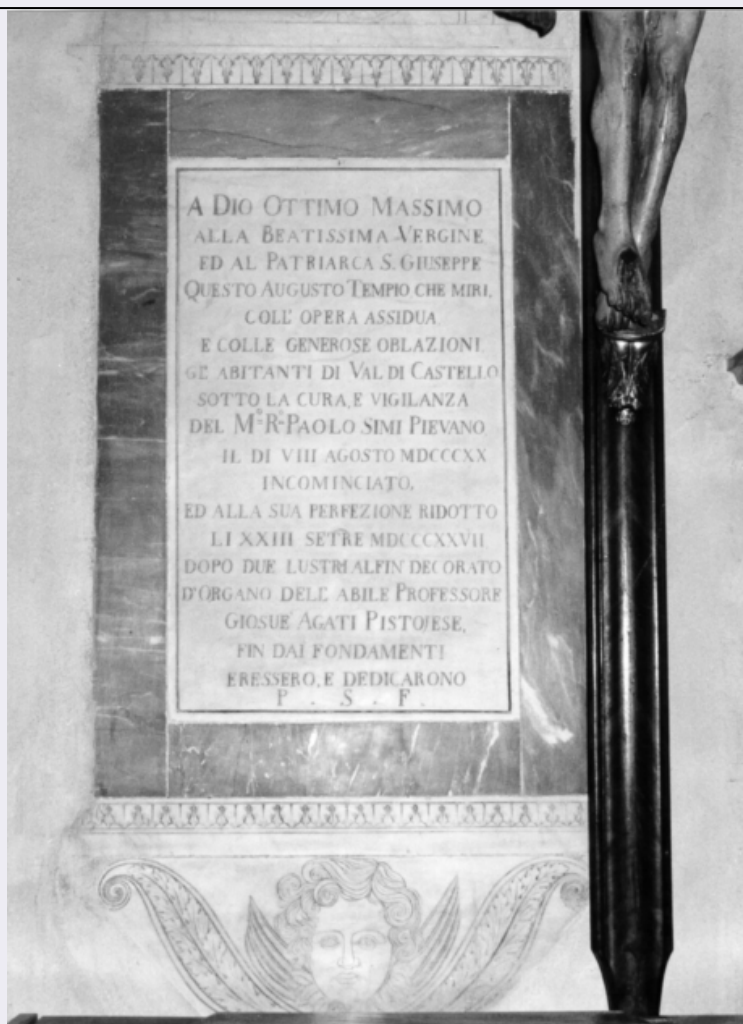 A DIO OTTIMO MASSIMO
ALLA BEATISSIMA VERGINE
ED AL PATRIARCA S. GIUSEPPE
QUESTO AUGUSTO TEMPIO CHE MIRI,
COLL' OPERA ASSIDUA
E COLLE GENEROSE OBLAZIONI
GL' ABITANTI DI VAL DI CASTELLO
SOTTO LA CURA, E VIGILANZA
DEL M.º R.º PAOLO SIMI PIEVANO
IL DI VIII AGOSTO MDCCCXX
INCOMINCIATO,
ED ALLA SUA PERFEZIONE RIDOTTO
LI XXIII SETRE MDCCCXXVII
DOPO DUE LUSTRI ALFIN DECORATO
D'ORGANO DELL' ABILE PROFESSORE
GIOSUE' AGATI PISTOJESE,
FIN DAI FONDAMENTI
ERESSERO, E DEDICARONO
P . S . F .